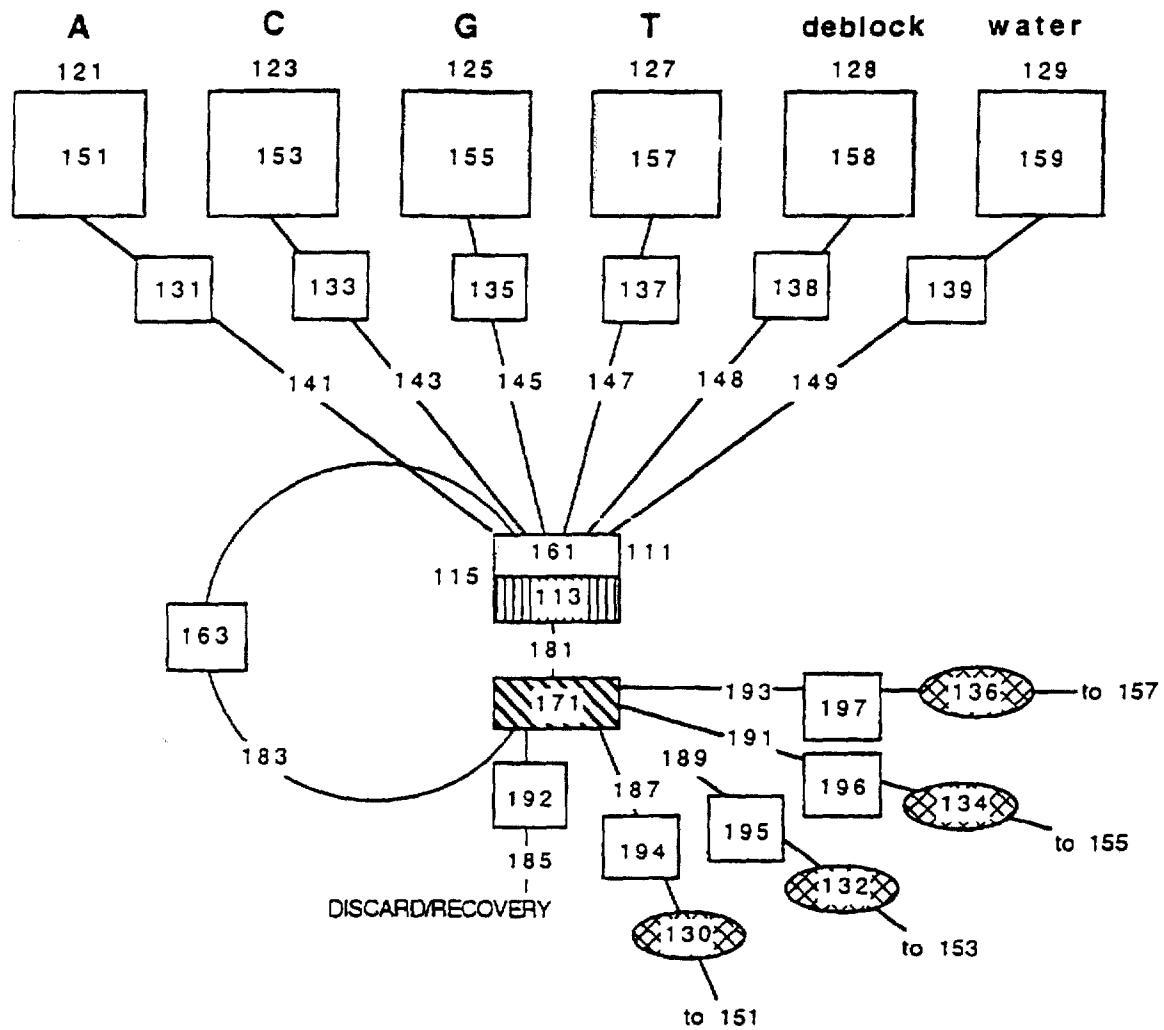 A C G T deblock water
121 123 125 127 128 129
151 153 155 157 158 159
131 133 135 137 138 139
141 143 145 147 148 149
161 111
115 113
163 181
171 193 197 136 to 157
183 192 187 189 191 196 134 to 155
185 194 195 132 to 153
DISCARD/RECOVERY
130
to 151